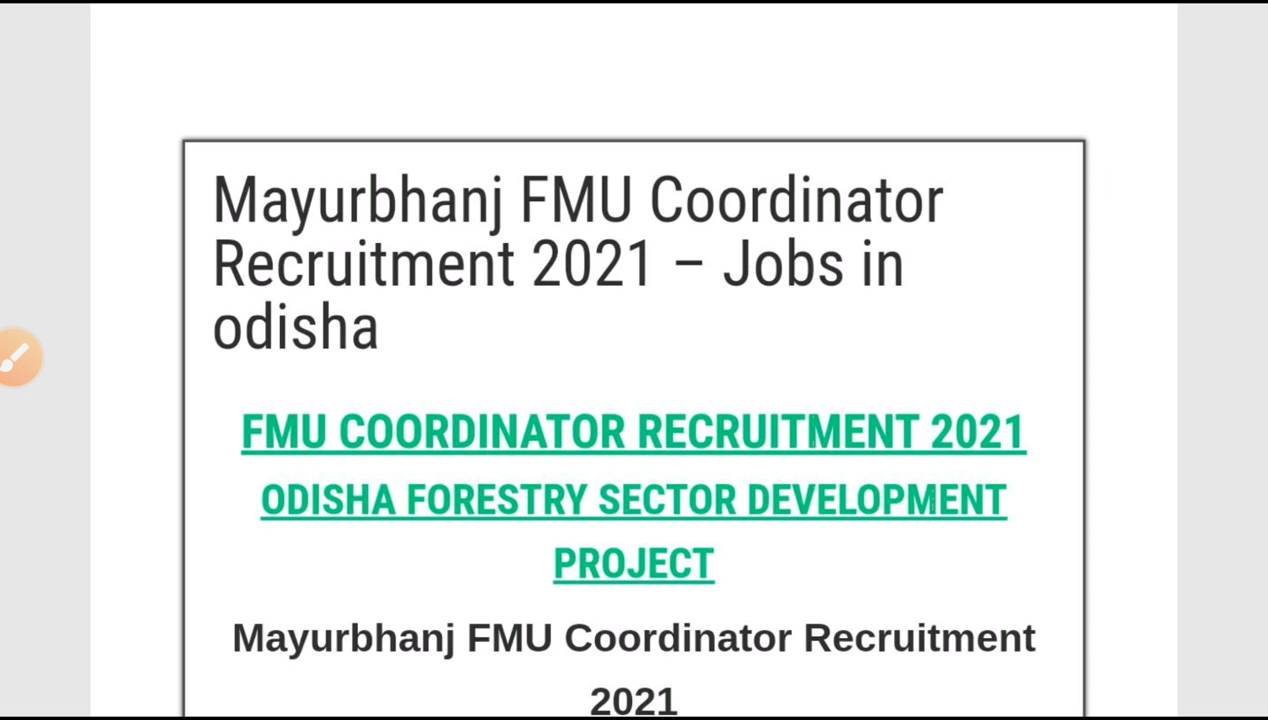 Mayurbhanj FMU Coordinator
Recruitment 2021 – Jobs in
odisha
FMU COORDINATOR RECRUITMENT 2021
ODISHA FORESTRY SECTOR DEVELOPMENT
PROJECT
Mayurbhanj FMU Coordinator Recruitment
2021